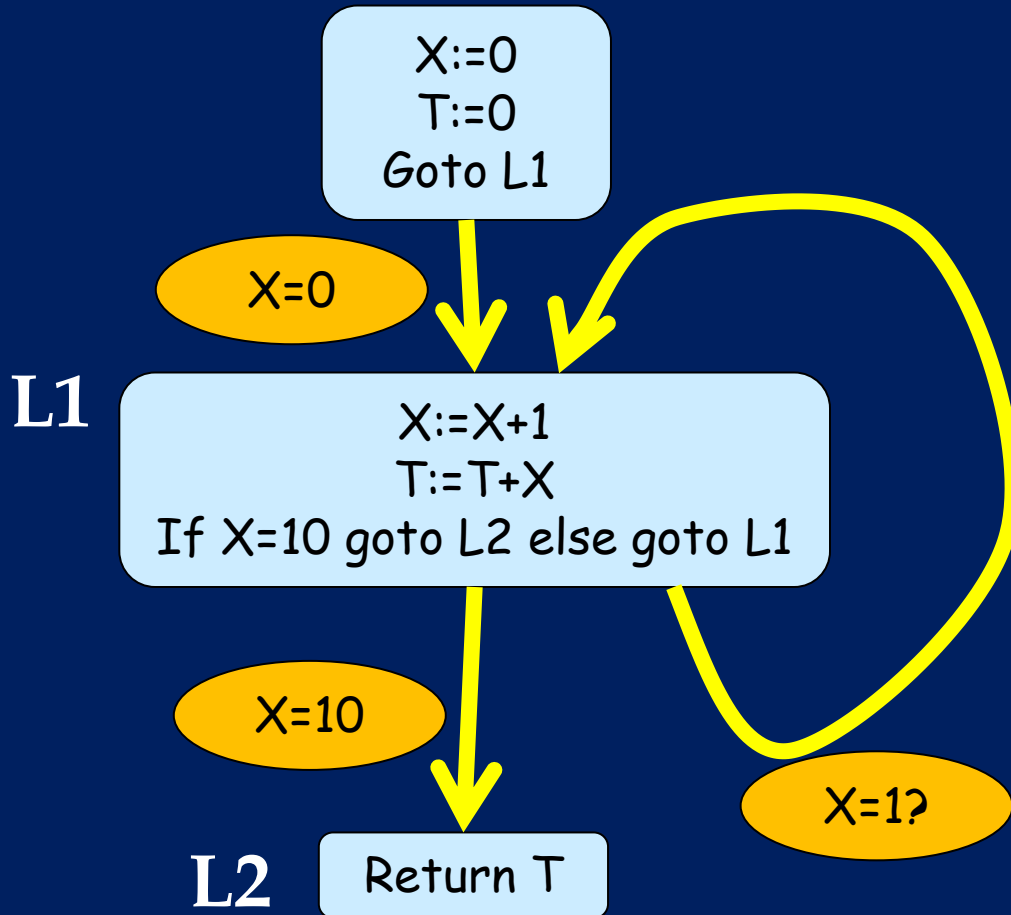 X:=0
T:=0
Goto L1
X=0
L1
X:=X+1
T:=T+X
If X=10 goto L2 else goto L1
X=10
X=1?
L2
Return T